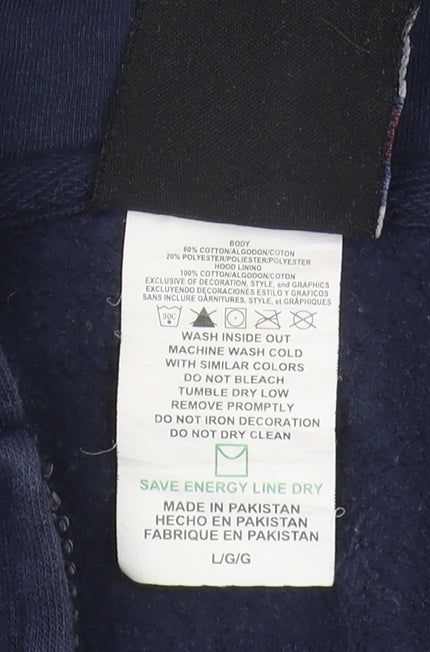 BODY
80% COTTON/ALGODON/COTON
20% POLYESTER/POLIESTER/POLYESTER
HOOD LINING
100% COTTON/ALGODON/COTON
EXCLUSIVE OF DECORATION, STYLE, and GRAPHICS
EXCLUYENDO DECORACIONES ESTILO Y GRAFICOS
SANS INCLURE GÁRNITURES, STYLE, et GRÁPHIQUES
30C
WASH INSIDE OUT
MACHINE WASH COLD
WITH SIMILAR COLORS
DO NOT BLEACH
TUMBLE DRY LOW
REMOVE PROMPTLY
DO NOT IRON DECORATION
DO NOT DRY CLEAN
SAVE ENERGY LINE DRY
MADE IN PAKISTAN
HECHO EN PAKISTAN
FABRIQUE EN PAKISTAN
L/G/G